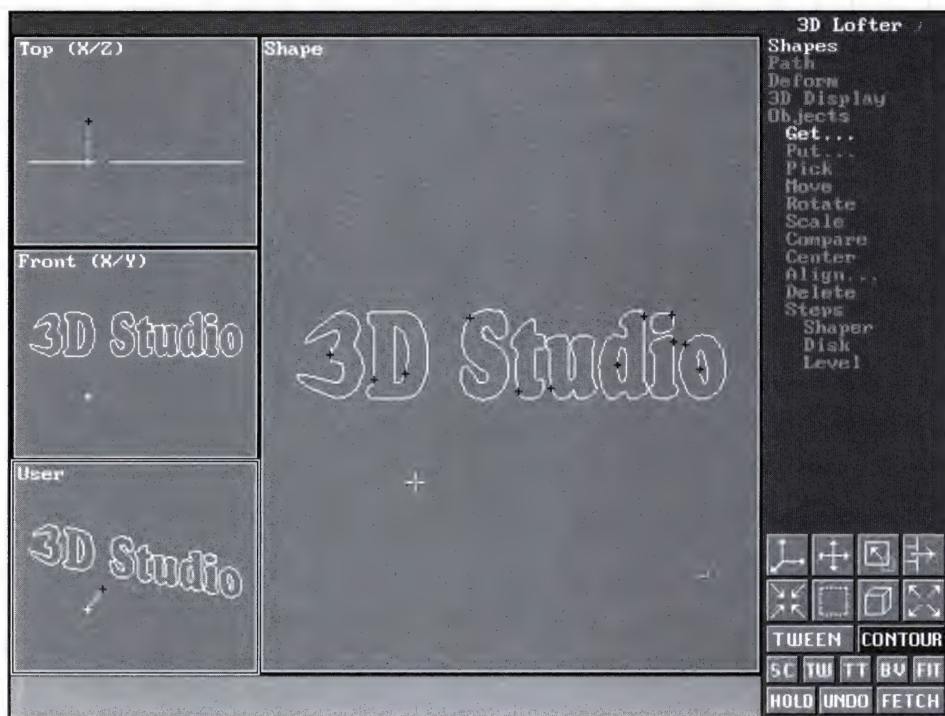 3D Lofter
Top (X/Z)
Shape
Shapes
Path
Deform
3D Display
Objects
Get...
Put...
Pick
Move
Rotate
Scale
Compare
Center
Align...
Delete
Steps
Shaper
Disk
Level
Front (X/Y)
3D Studio
3D Studio
User
3D Studio
TWEEN CONTOUR
SC TW TT BV FIT
HOLD UNDO FETCH